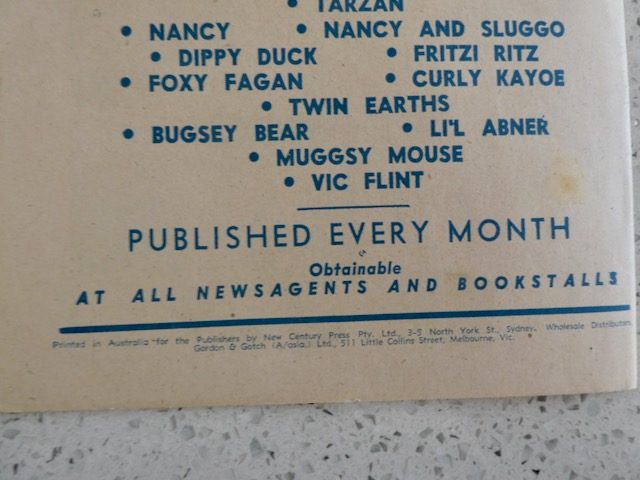 • TARZAN
• NANCY • NANCY AND SLUGGO
• DIPPY DUCK • FRITZI RITZ
• FOXY FAGAN • CURLY KAYOE
• TWIN EARTHS
• BUGSEY BEAR • LI'L ABNER
• MUGGSY MOUSE
• VIC FLINT
PUBLISHED EVERY MONTH
Obtainable
AT ALL NEWSAGENTS AND BOOKSTALLS
Printed in Australia for the Publishers by New Century Press Pty. Ltd., 3-5 North York St., Sydney. Wholesale Distributors
Gordon & Gotch (A/asia.) Ltd., 511 Little Collins Street, Melbourne, Vic.